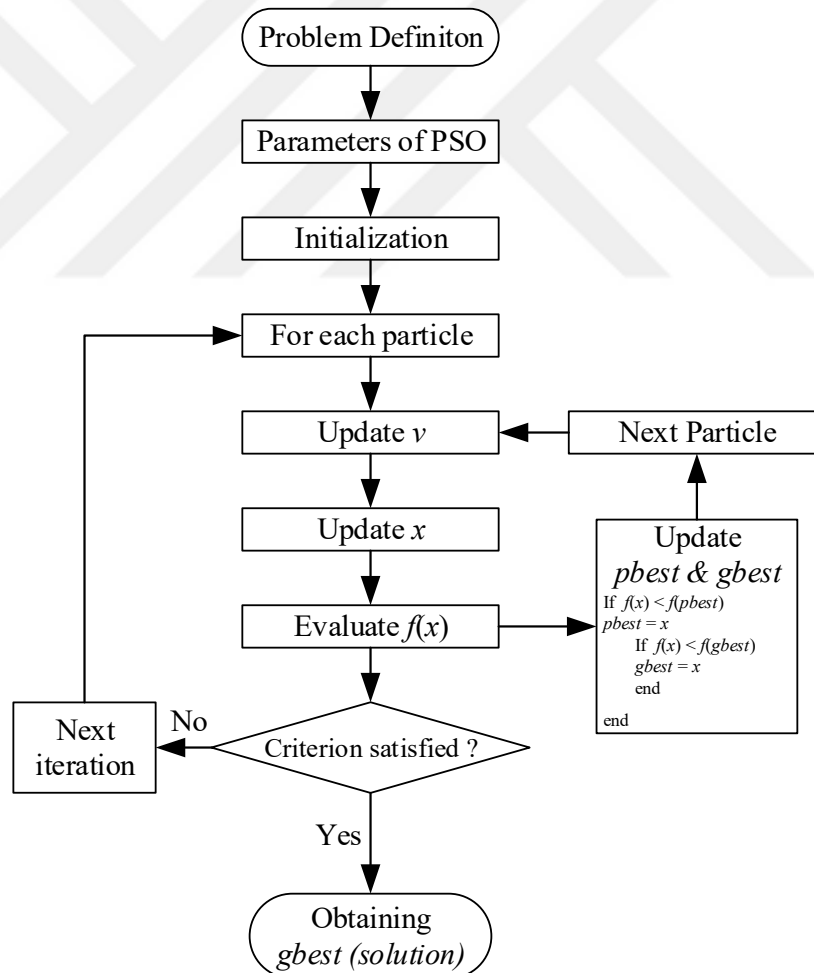 Problem Definiton
Parameters of PSO
Initialization
For each particle
Update v
Next Particle
Update x
Update
pbest & gbest
If f(x) < f(pbest)
pbest = x
If f(x) < f(gbest)
gbest = x
end
end
Evaluate f(x)
Criterion satisfied ?
No
Next
iteration
Yes
Obtaining
gbest (solution)